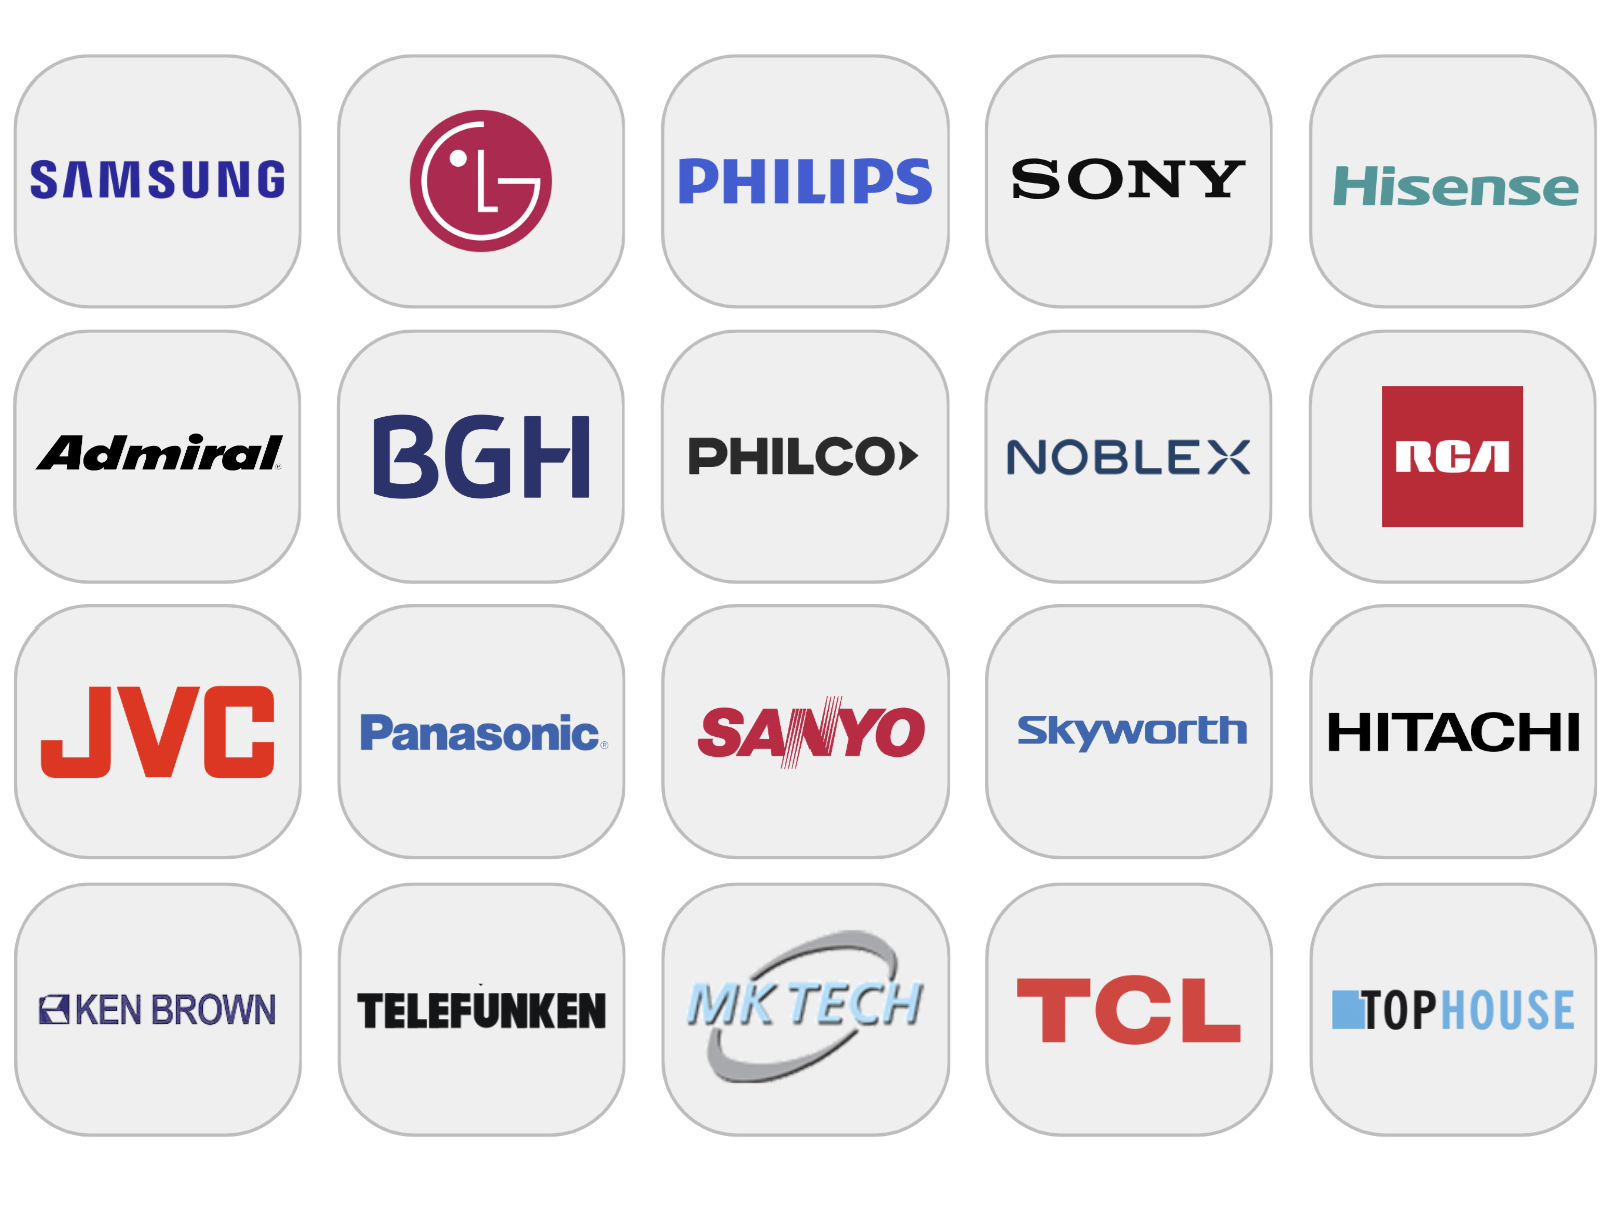 SAMSUNG
LG
PHILIPS
SONY
Hisense
Admiral
BGH
PHILCO
NOBLEX
RCA
JVC
Panasonic®
SANYO
Skyworth
HITACHI
KEN BROWN
TELEFUNKEN
MK TECH
TCL
TOPHOUSE